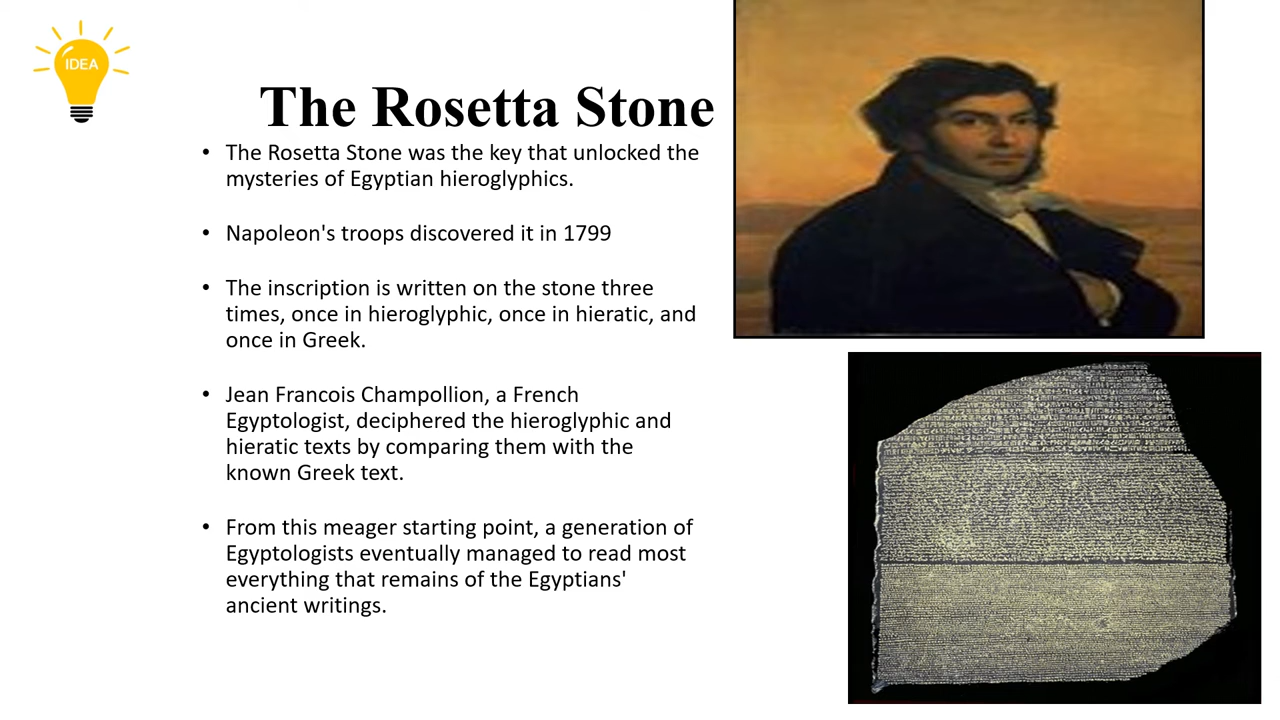 IDEA
The Rosetta Stone
• The Rosetta Stone was the key that unlocked the
mysteries of Egyptian hieroglyphics.
• Napoleon's troops discovered it in 1799
• The inscription is written on the stone three
times, once in hieroglyphic, once in hieratic, and
once in Greek.
• Jean Francois Champollion, a French
Egyptologist, deciphered the hieroglyphic and
hieratic texts by comparing them with the
known Greek text.
• From this meager starting point, a generation of
Egyptologists eventually managed to read most
everything that remains of the Egyptians'
ancient writings.